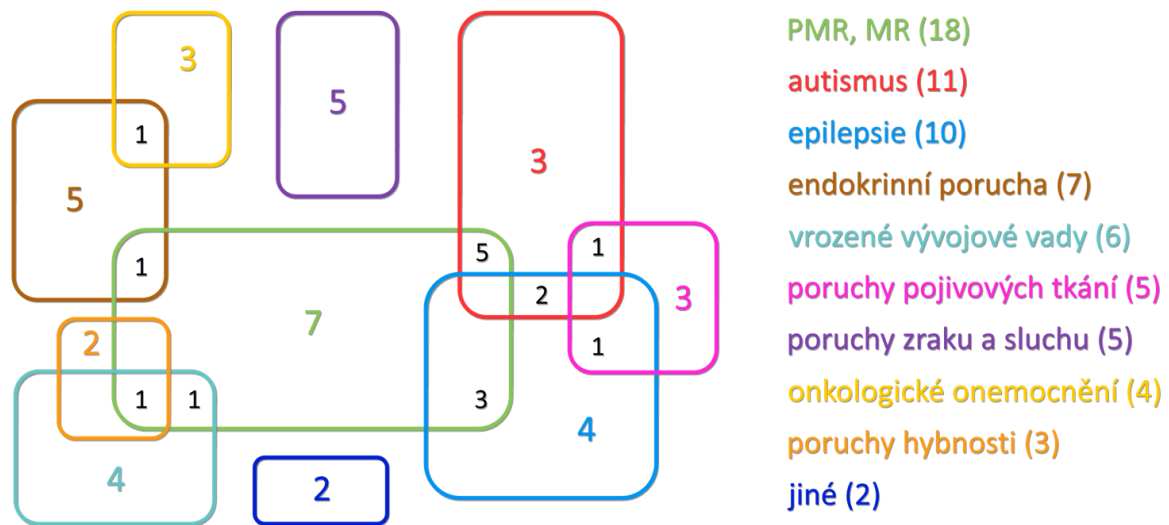 3
5
1
5
3
1
5
1
2
3
7
2
1
1
1
3
4
4
2
PMR, MR (18)
autismus (11)
epilepsie (10)
endokrinní porucha (7)
vrozené vývojové vady (6)
poruchy pojivových tkání (5)
poruchy zraku a sluchu (5)
onkologické onemocnění (4)
poruchy hybnosti (3)
jiné (2)